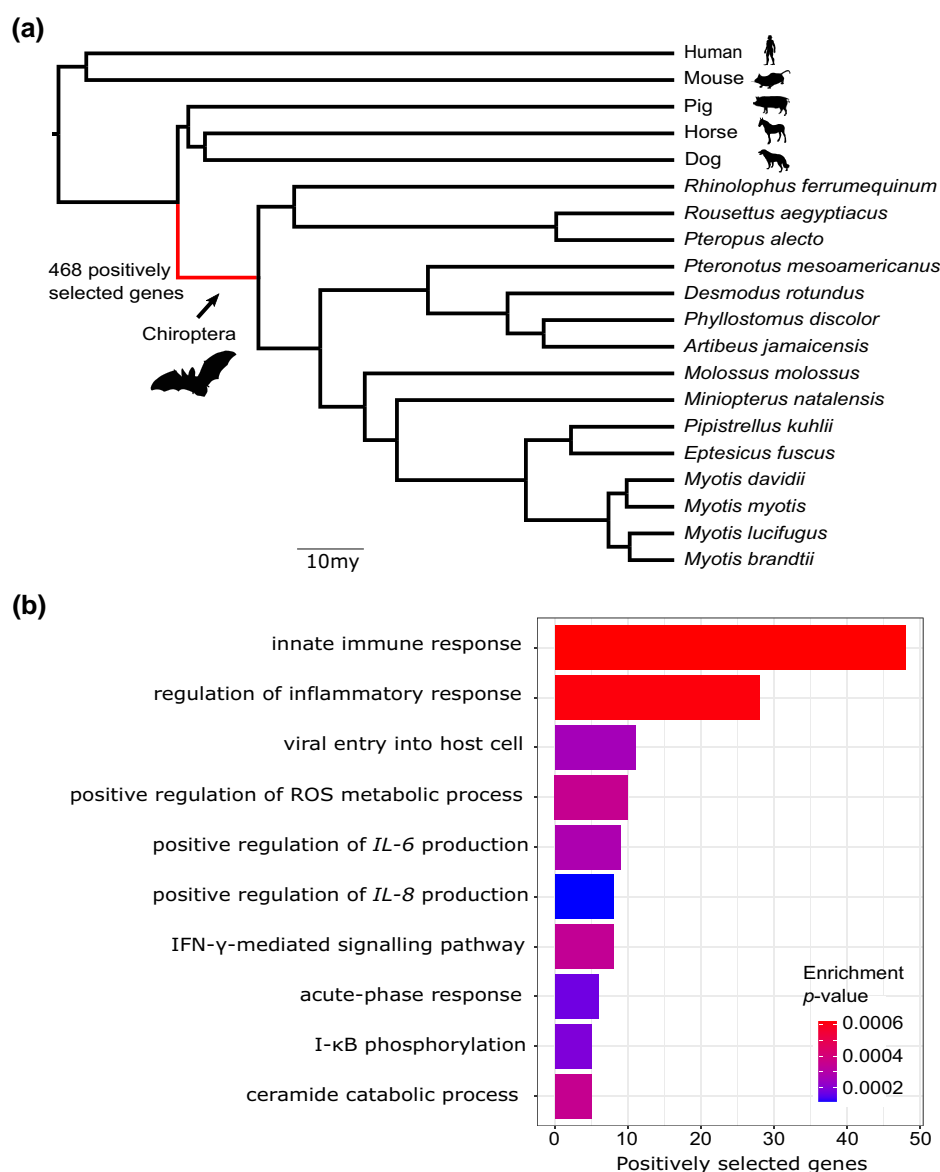 (a)
Human
Mouse
Pig
Horse
Dog
Rhinolophus ferrumequinum
Rousettus aegyptiacus
Pteropus alecto
468 positively
selected genes
Pteronotus mesoamericanus
Desmodus rotundus
Chiroptera
Phyllostomus discolor
Artibeus jamaicensis
Molossus molossus
Miniopterus natalensis
Pipistrellus kuhlii
Eptesicus fuscus
Myotis davidii
Myotis myotis
Myotis lucifugus
Myotis brandtii
10my
(b)
innate immune response
regulation of inflammatory response
viral entry into host cell
positive regulation of ROS metabolic process
positive regulation of IL-6 production
positive regulation of IL-8 production
IFN-γ-mediated signalling pathway
acute-phase response
I-κB phosphorylation
ceramide catabolic process
Enrichment
p-value
0.0006
0.0004
0.0002
0 10 20 30 40 50
Positively selected genes